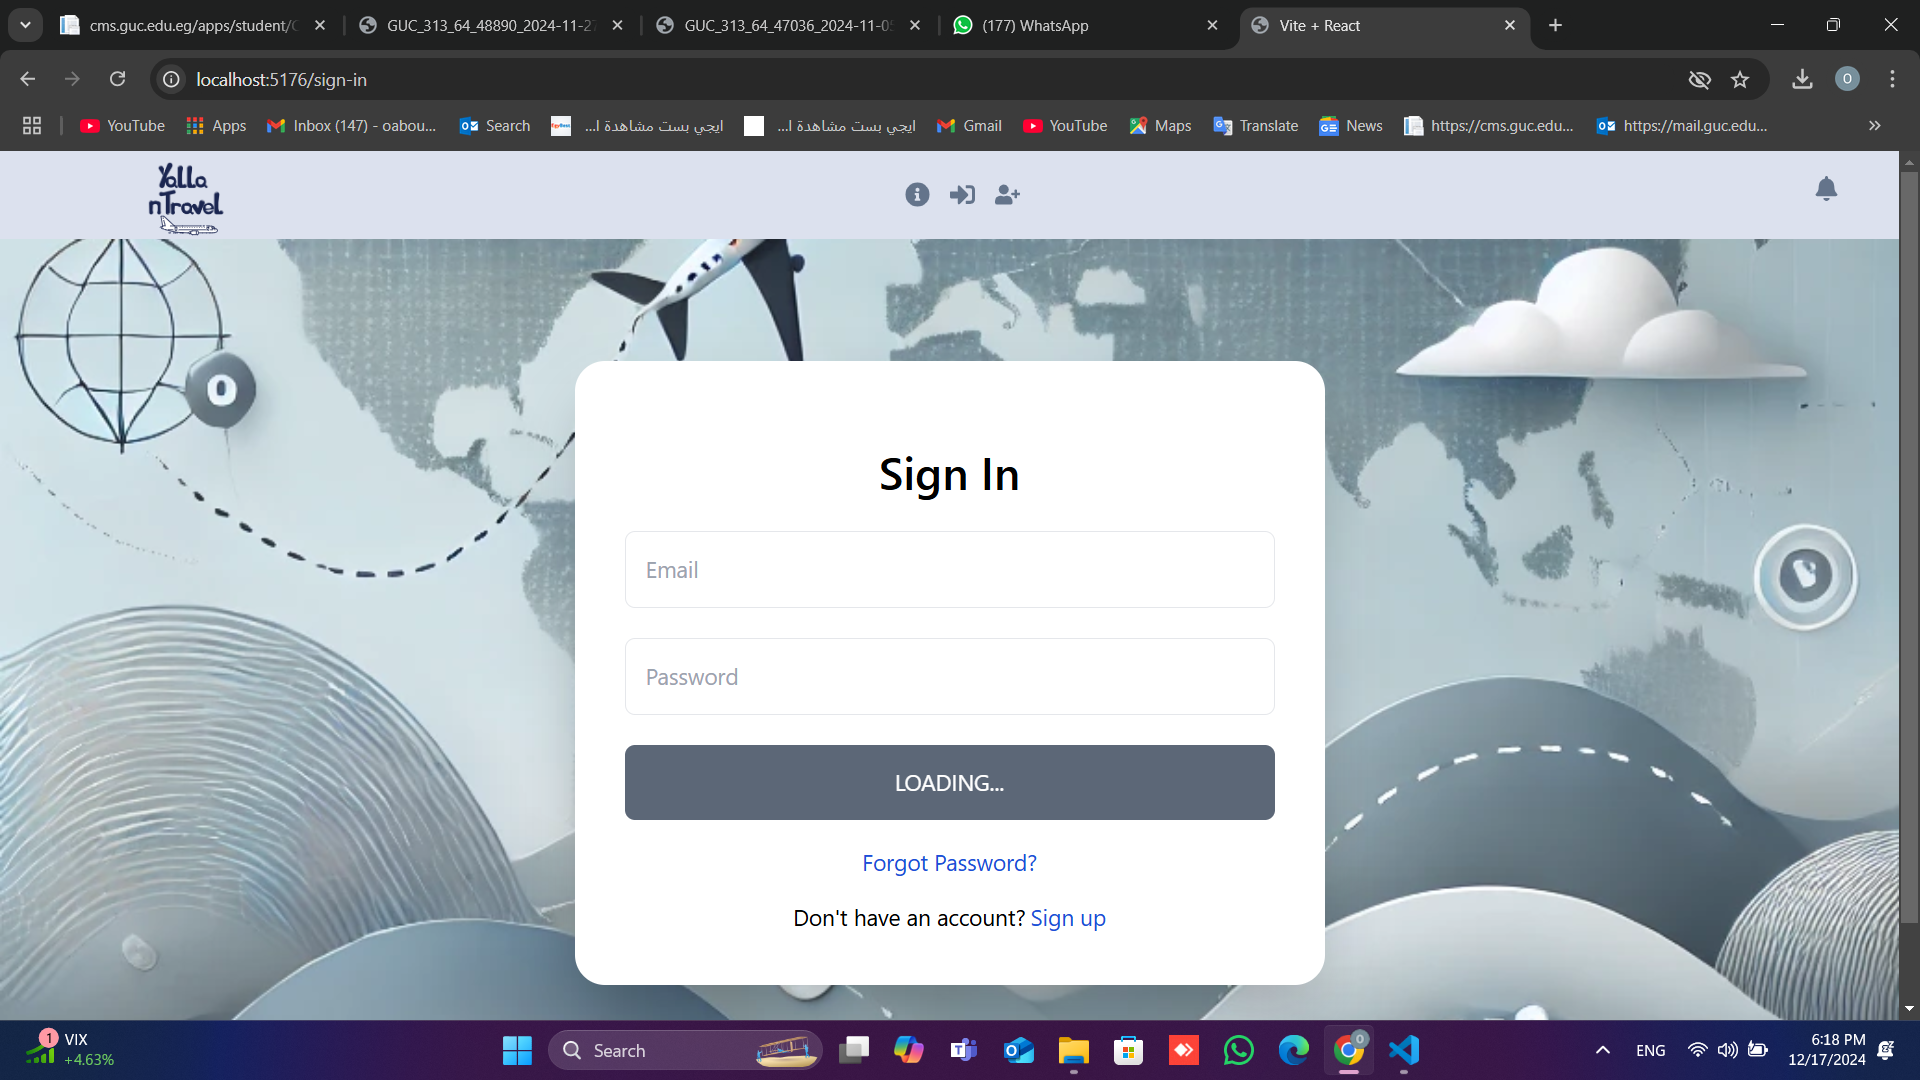 cms.guc.edu.eg/apps/student/C
GUC_313_64_48890_2024-11-27
GUC_313_64_47036_2024-11-05
(177) WhatsApp
Vite + React
localhost:5176/sign-in
O
YouTube
Apps
Inbox (147) - oabou...
Search
ايجي بست مشاهدة ا...
ايجي بست مشاهدة ا...
Gmail
YouTube
Maps
Translate
News
https://cms.guc.edu...
https://mail.guc.edu...
Yalla
nTravel
Sign In
Email
Password
LOADING...
Forgot Password?
Don't have an account? Sign up
1
VIX
+4.63%
Search
ENG
6:18 PM
12/17/2024